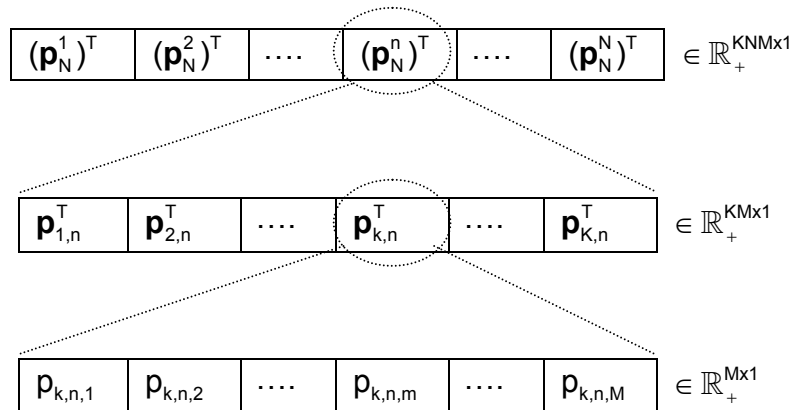 (p_N^1)^T (p_N^2)^T .... (p_N^n)^T .... (p_N^N)^T ∈ ℝ_+^{KNMx1}
p_{1,n}^T p_{2,n}^T .... p_{k,n}^T .... p_{K,n}^T ∈ ℝ_+^{KMx1}
p_{k,n,1} p_{k,n,2} .... p_{k,n,m} .... p_{k,n,M} ∈ ℝ_+^{Mx1}